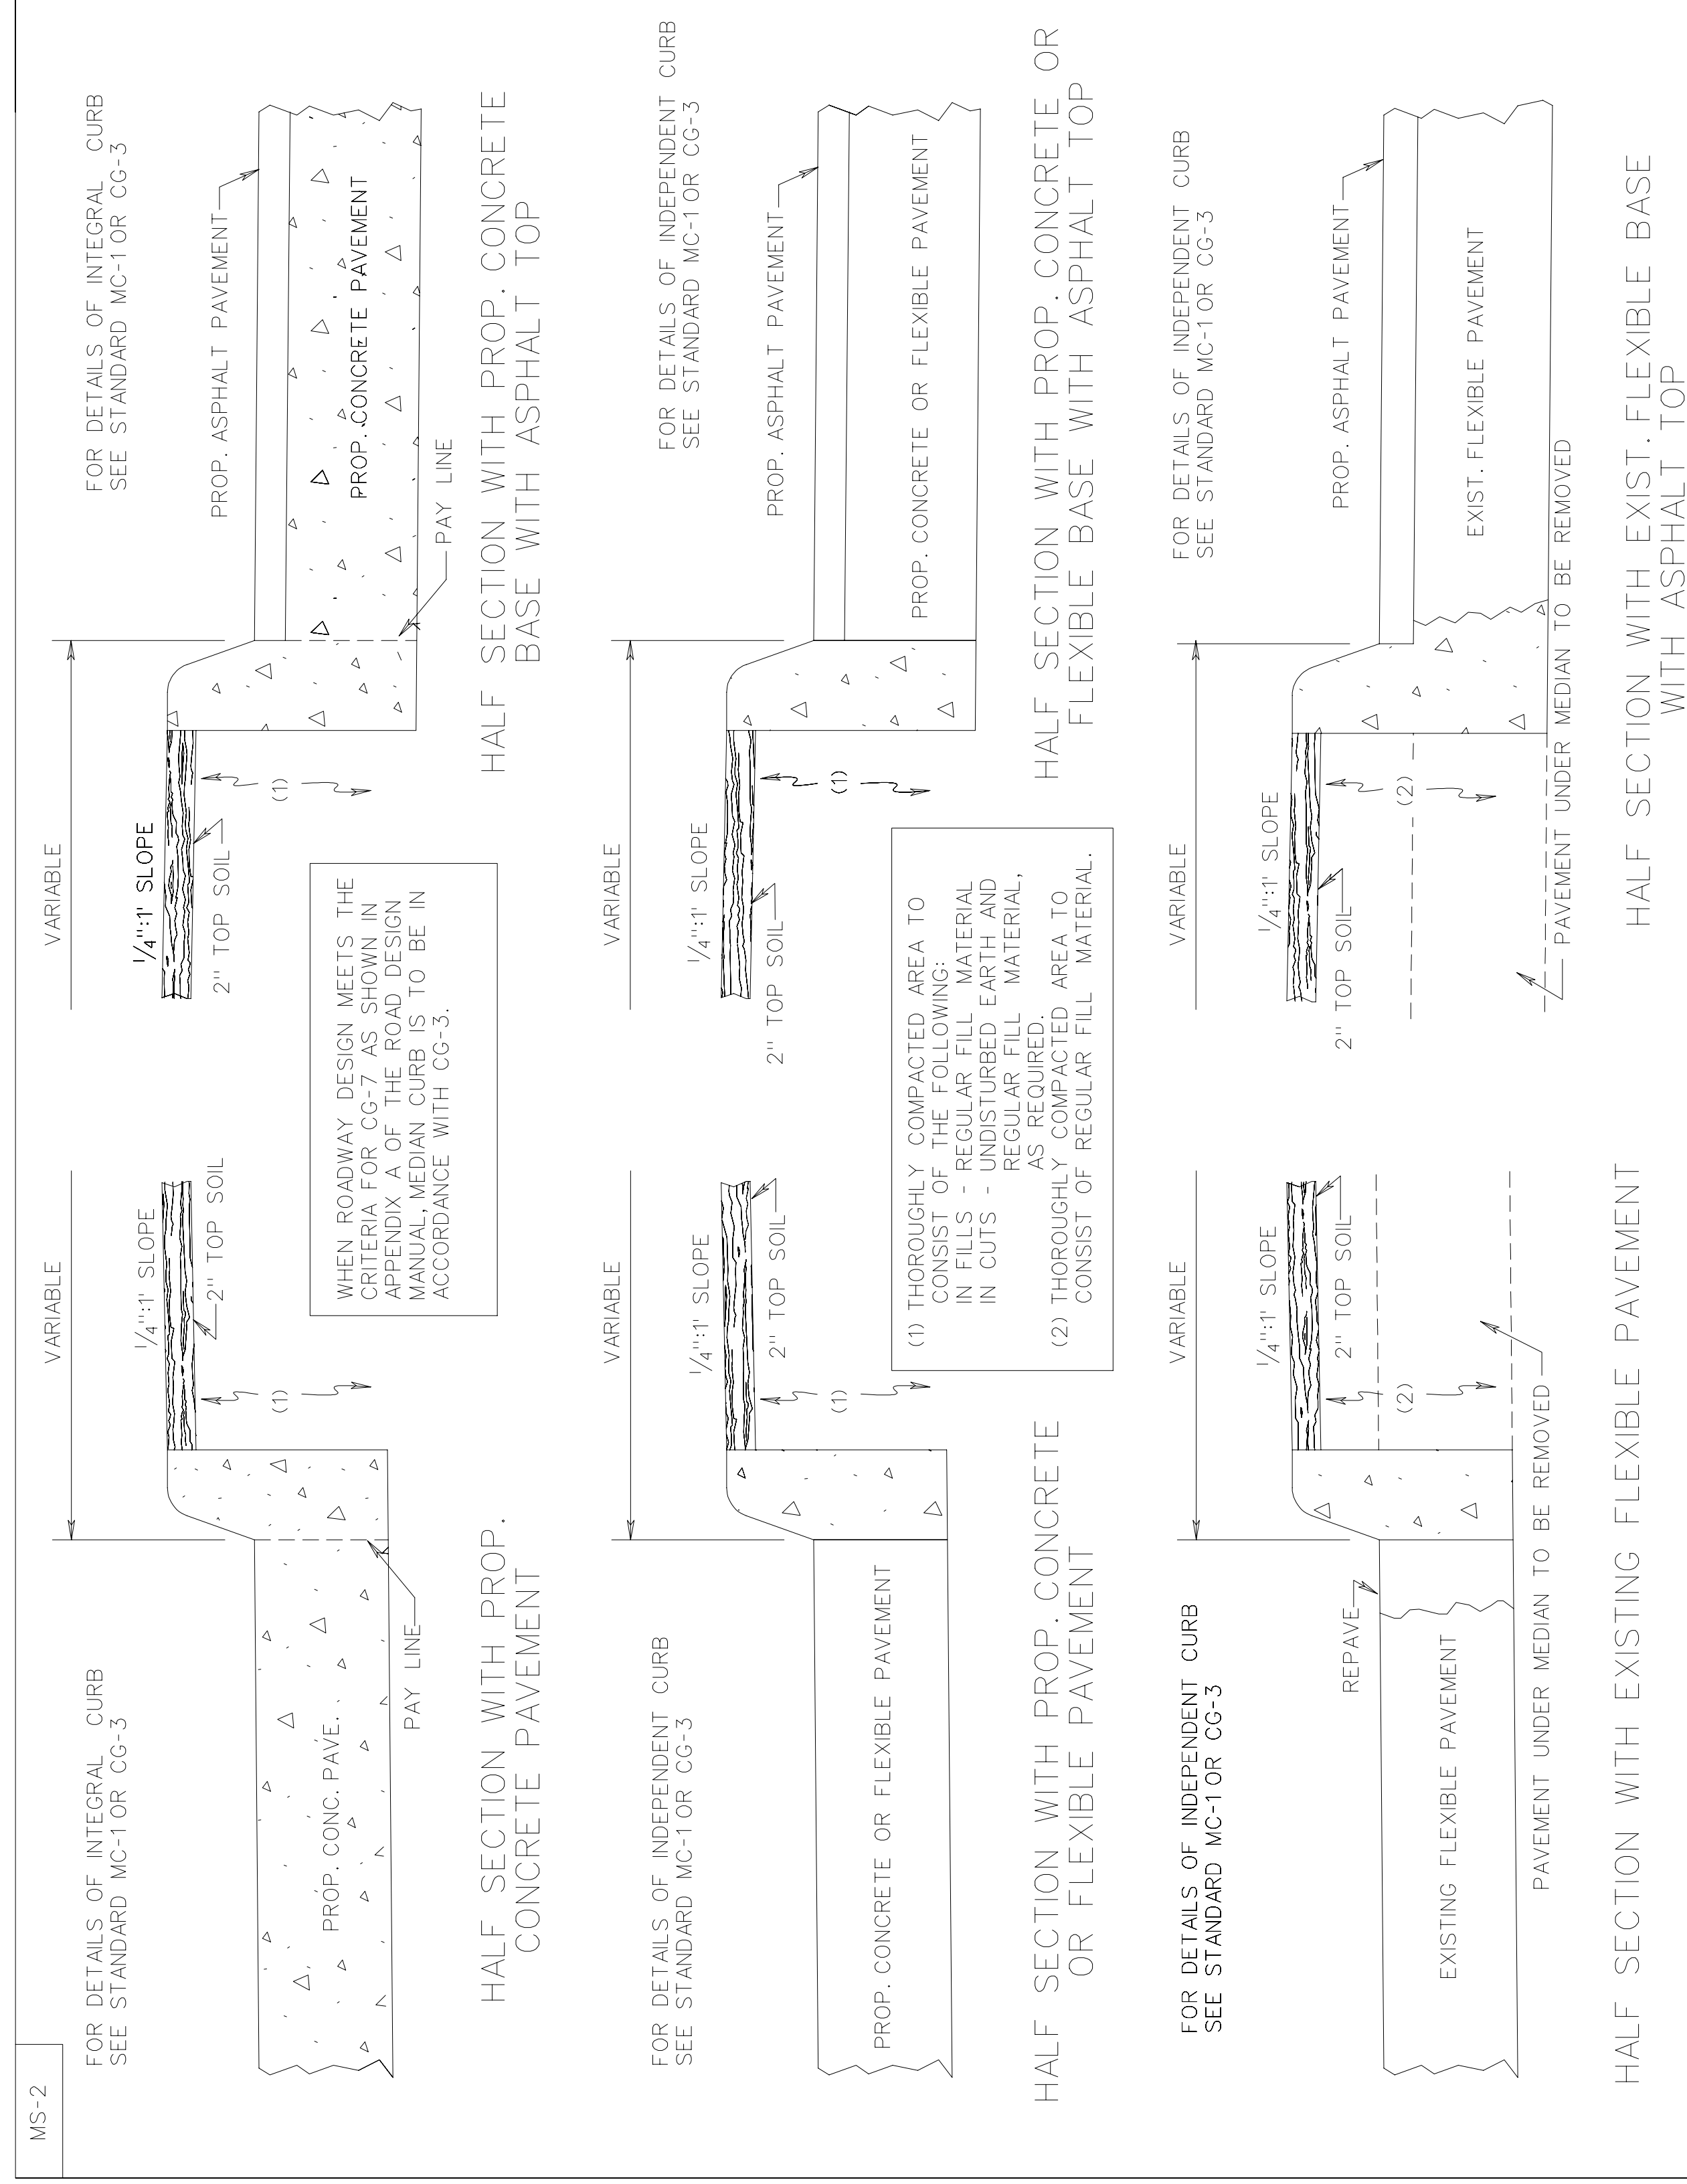 MS-2
FOR DETAILS OF INTEGRAL CURB
SEE STANDARD MC-1 OR CG-3
VARIABLE
1/4":1' SLOPE
2" TOP SOIL
(1)
PROP. CONC. PAVE.
PAY LINE
HALF SECTION WITH PROP.
CONCRETE PAVEMENT
VARIABLE
1/4":1' SLOPE
2" TOP SOIL
(1)
FOR DETAILS OF INTEGRAL CURB
SEE STANDARD MC-1 OR CG-3
PROP. ASPHALT PAVEMENT
PROP. CONCRETE PAVEMENT
PAY LINE
HALF SECTION WITH PROP. CONCRETE
BASE WITH ASPHALT TOP
WHEN ROADWAY DESIGN MEETS THE
CRITERIA FOR CG-7 AS SHOWN IN
APPENDIX A OF THE ROAD DESIGN
MANUAL, MEDIAN CURB IS TO BE IN
ACCORDANCE WITH CG-3.
FOR DETAILS OF INDEPENDENT CURB
SEE STANDARD MC-1 OR CG-3
VARIABLE
1/4":1' SLOPE
2" TOP SOIL
(1)
PROP. CONCRETE OR FLEXIBLE PAVEMENT
HALF SECTION WITH PROP. CONCRETE
OR FLEXIBLE PAVEMENT
VARIABLE
1/4":1' SLOPE
2" TOP SOIL
(1)
FOR DETAILS OF INDEPENDENT CURB
SEE STANDARD MC-1 OR CG-3
PROP. ASPHALT PAVEMENT
PROP. CONCRETE OR FLEXIBLE PAVEMENT
HALF SECTION WITH PROP. CONCRETE OR
FLEXIBLE BASE WITH ASPHALT TOP
(1) THOROUGHLY COMPACTED AREA TO
CONSIST OF THE FOLLOWING:
IN FILLS - REGULAR FILL MATERIAL
IN CUTS - UNDISTURBED EARTH AND
REGULAR FILL MATERIAL,
AS REQUIRED.
(2) THOROUGHLY COMPACTED AREA TO
CONSIST OF REGULAR FILL MATERIAL.
FOR DETAILS OF INDEPENDENT CURB
SEE STANDARD MC-1 OR CG-3
VARIABLE
1/4":1' SLOPE
2" TOP SOIL
(2)
REPAVE
EXISTING FLEXIBLE PAVEMENT
PAVEMENT UNDER MEDIAN TO BE REMOVED
HALF SECTION WITH EXISTING FLEXIBLE PAVEMENT
VARIABLE
1/4":1' SLOPE
2" TOP SOIL
(2)
FOR DETAILS OF INDEPENDENT CURB
SEE STANDARD MC-1 OR CG-3
PROP. ASPHALT PAVEMENT
EXIST. FLEXIBLE PAVEMENT
PAVEMENT UNDER MEDIAN TO BE REMOVED
HALF SECTION WITH EXIST. FLEXIBLE BASE
WITH ASPHALT TOP